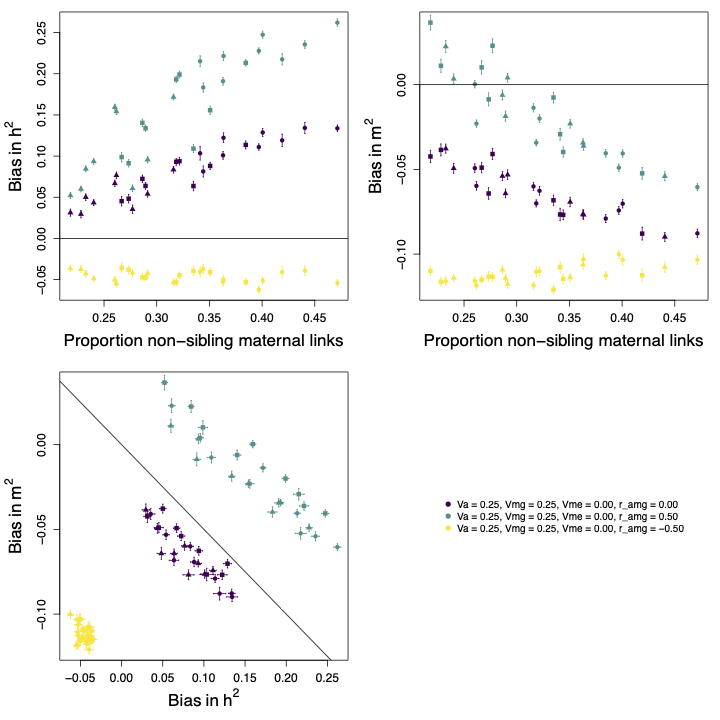 0.25
0.20
0.15
0.10
0.05
0.00
−0.05
Bias in h²
0.25 0.30 0.35 0.40 0.45
Proportion non−sibling maternal links
0.00
−0.05
−0.10
Bias in m²
0.25 0.30 0.35 0.40 0.45
Proportion non−sibling maternal links
0.00
−0.05
−0.10
Bias in m²
−0.05 0.00 0.05 0.10 0.15 0.20 0.25
Bias in h²
Va = 0.25, Vmg = 0.25, Vme = 0.00, r_amg = 0.00
Va = 0.25, Vmg = 0.25, Vme = 0.00, r_amg = 0.50
Va = 0.25, Vmg = 0.25, Vme = 0.00, r_amg = −0.50